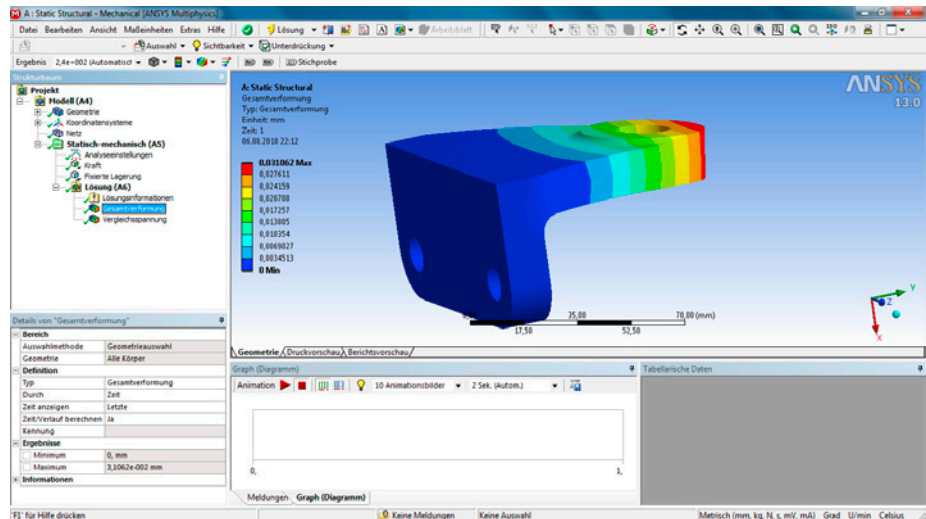 A : Static Structural - Mechanical [ANSYS Multiphysics]
Datei Bearbeiten Ansicht Maßeinheiten Extras Hilfe Lösung Arbeitsblatt
Auswahl Sichtbarkeit Unterdrückung
Ergebnis 2,4e+002 (Automatisc Stichprobe
Strukturbaum
Projekt
Modell (A4)
Geometrie
Koordinatensysteme
Netz
Statisch-mechanisch (A5)
Analyseeinstellungen
Kraft
Fixierte Lagerung
Lösung (A6)
Lösungsinformationen
Gesamtverformung
Vergleichsspannung
A: Static Structural
Gesamtverformung
Typ: Gesamtverformung
Einheit: mm
Zeit: 1
06.08.2010 22:12
0,031062 Max
0,027611
0,024159
0,020708
0,017257
0,013805
0,010354
0,0069027
0,0034513
0 Min
ANSYS
13.0
Y
Z
X
35,00 70,00 (mm)
17,50 52,50
Geometrie Druckvorschau Berichtsvorschau
Details von "Gesamtverformung"
Bereich
Auswahlmethode Geometrieauswahl
Geometrie Alle Körper
Definition
Typ Gesamtverformung
Durch Zeit
Zeit anzeigen Letzte
Zeit/Verlauf berechnen Ja
Kennung
Ergebnisse
Minimum 0, mm
Maximum 3,1062e-002 mm
Informationen
Graph (Diagramm)
Animation 10 Animationsbilder 2 Sek. (Autom.)
0, 1,
Meldungen Graph (Diagramm)
Tabellarische Daten
'F1' für Hilfe drücken 0 Keine Meldungen Keine Auswahl Metrisch (mm, kg, N, s, mV, mA) Grad U/min Celsius